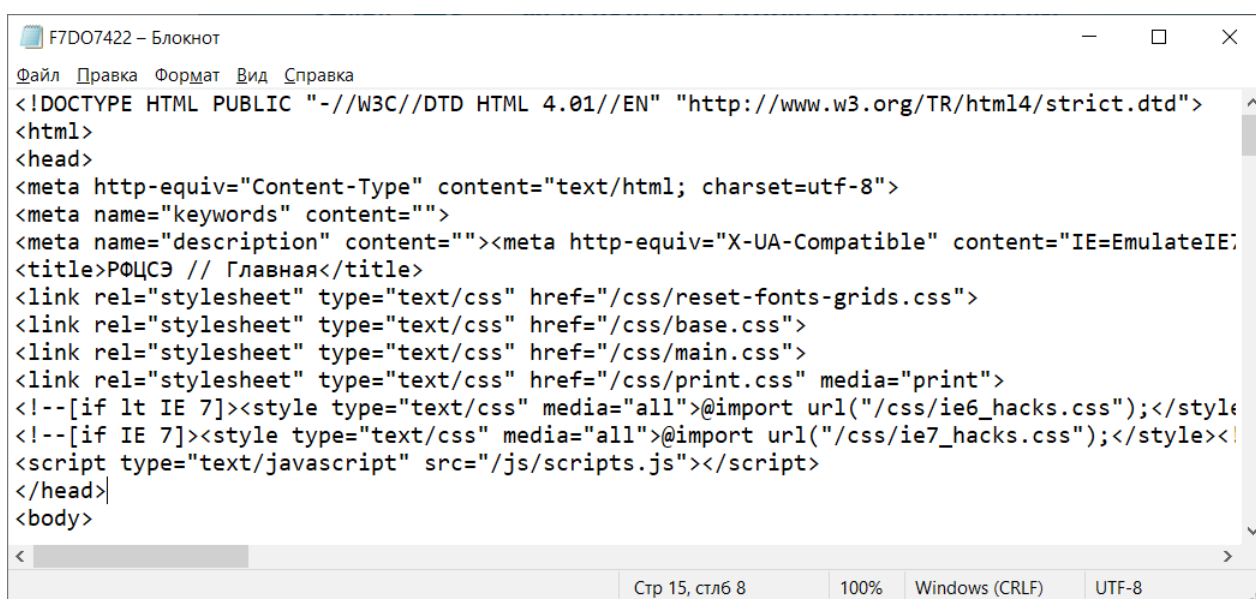 F7DO7422 – Блокнот
Файл Правка Формат Вид Справка
<!DOCTYPE HTML PUBLIC "-//W3C//DTD HTML 4.01//EN" "http://www.w3.org/TR/html4/strict.dtd">
<html>
<head>
<meta http-equiv="Content-Type" content="text/html; charset=utf-8">
<meta name="keywords" content="">
<meta name="description" content=""><meta http-equiv="X-UA-Compatible" content="IE=EmulateIE7
<title>РФЦСЭ // Главная</title>
<link rel="stylesheet" type="text/css" href="/css/reset-fonts-grids.css">
<link rel="stylesheet" type="text/css" href="/css/base.css">
<link rel="stylesheet" type="text/css" href="/css/main.css">
<link rel="stylesheet" type="text/css" href="/css/print.css" media="print">
<!--[if lt IE 7]><style type="text/css" media="all">@import url("/css/ie6_hacks.css");</style
<!--[if IE 7]><style type="text/css" media="all">@import url("/css/ie7_hacks.css");</style><!
<script type="text/javascript" src="/js/scripts.js"></script>
</head>
<body>
Стр 15, стлб 8 100% Windows (CRLF) UTF-8